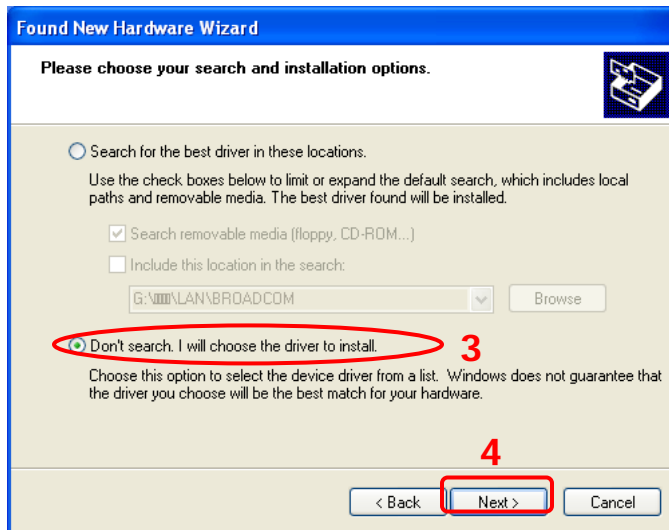 Found New Hardware Wizard
Please choose your search and installation options.
Search for the best driver in these locations.
Use the check boxes below to limit or expand the default search, which includes local
paths and removable media. The best driver found will be installed.
Search removable media (floppy, CD-ROM...)
Include this location in the search:
G:\LAN\BROADCOM
Browse
Don't search. I will choose the driver to install.
3
Choose this option to select the device driver from a list. Windows does not guarantee that
the driver you choose will be the best match for your hardware.
4
< Back
Next >
Cancel